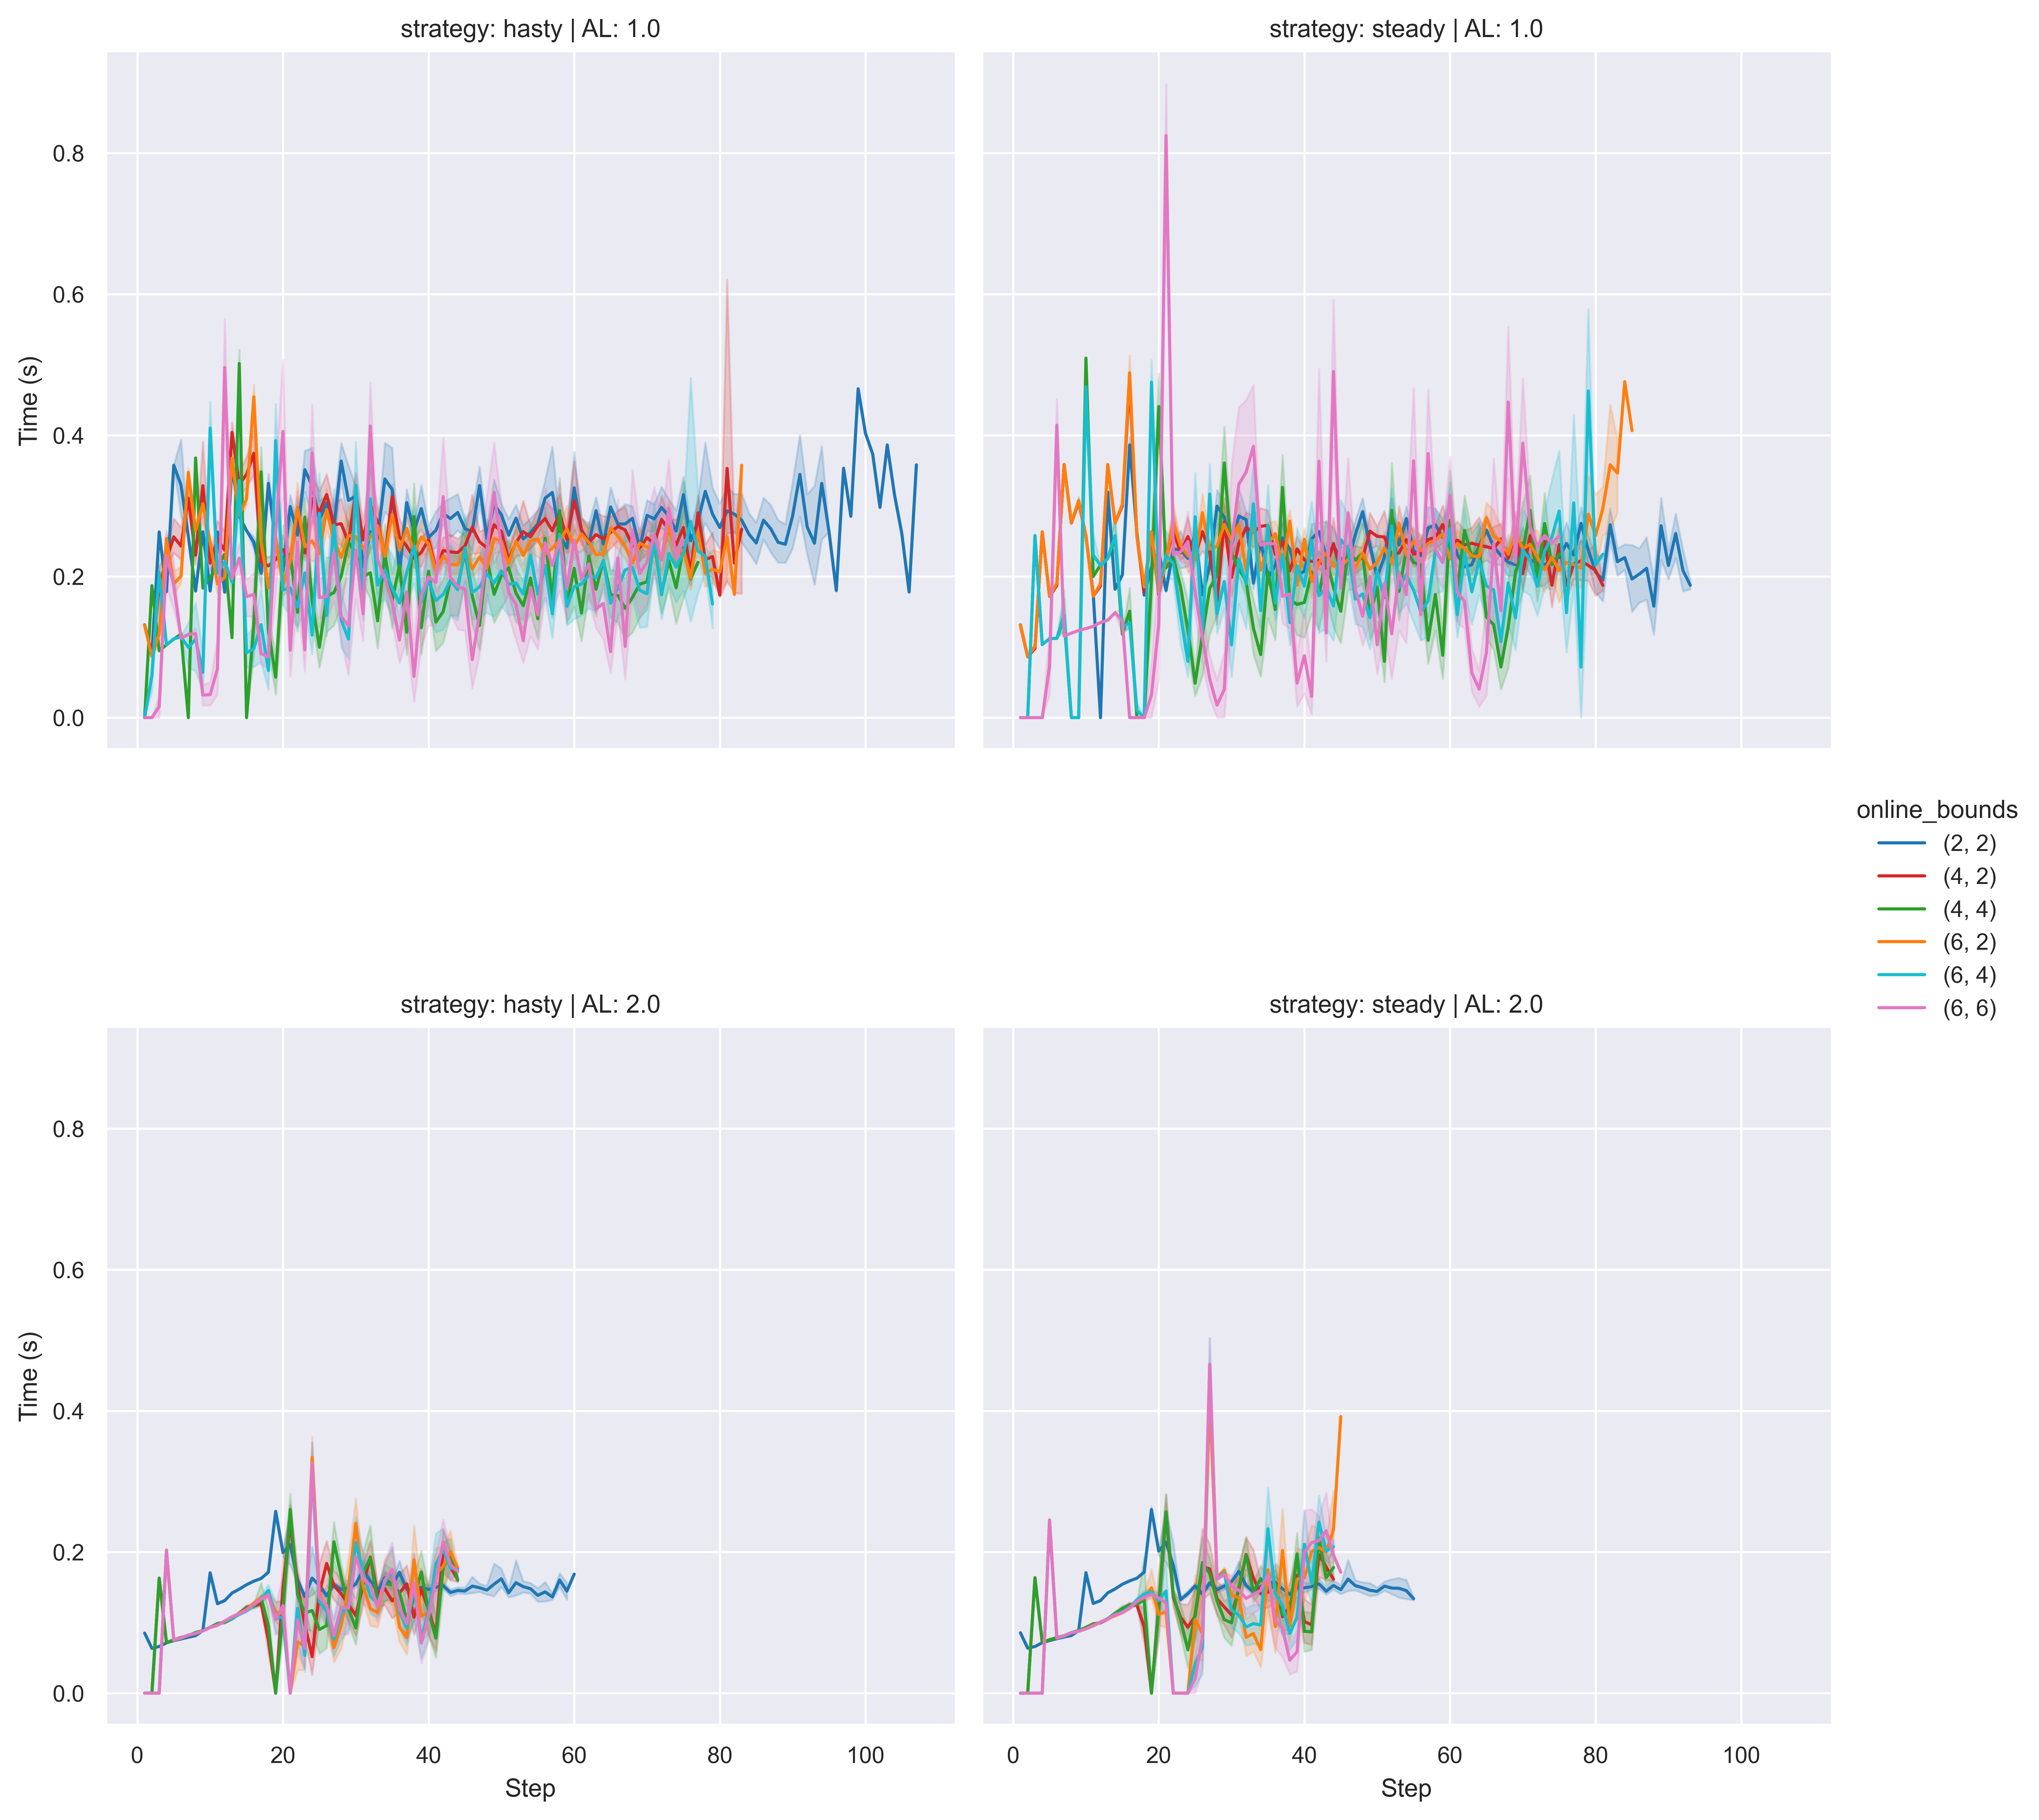 strategy: hasty | AL: 1.0
strategy: steady | AL: 1.0
Time (s)
0.8
0.6
0.4
0.2
0.0
online_bounds
(2, 2)
(4, 2)
(4, 4)
(6, 2)
(6, 4)
(6, 6)
strategy: hasty | AL: 2.0
strategy: steady | AL: 2.0
Time (s)
0.8
0.6
0.4
0.2
0.0
0 20 40 60 80 100
0 20 40 60 80 100
Step
Step